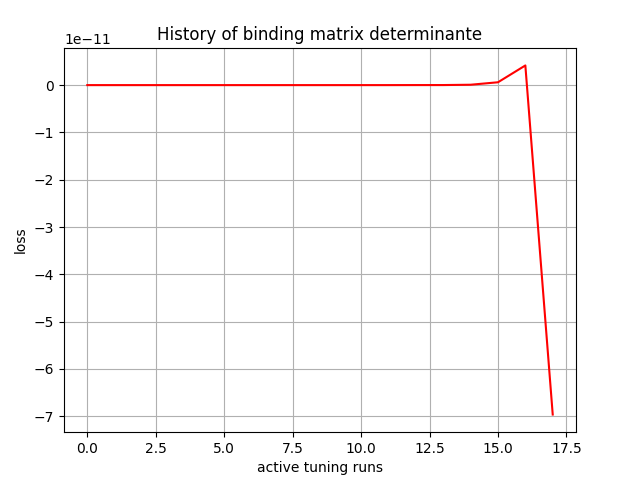 History of binding matrix determinante
1e−11
0
−1
−2
−3
−4
−5
−6
−7
loss
0.0 2.5 5.0 7.5 10.0 12.5 15.0 17.5
active tuning runs